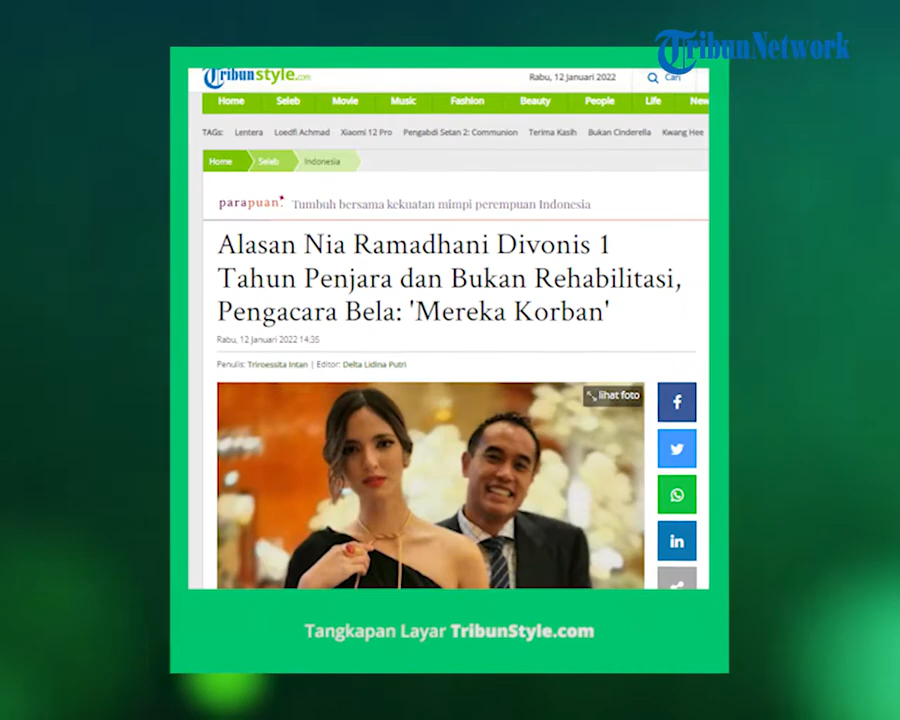 TribunNetwork
Tribunstyle.com
Rabu, 12 Januari 2022
Cari
Home Seleb Movie Music Fashion Beauty People Life New
TAGs: Lentera Loedfi Achmad Xiaomi 12 Pro Pengabdi Setan 2: Communion Terima Kasih Bukan Cinderella Kwang Hee
Home Seleb Indonesia
parapuan. Tumbuh bersama kekuatan mimpi perempuan Indonesia
Alasan Nia Ramadhani Divonis 1
Tahun Penjara dan Bukan Rehabilitasi,
Pengacara Bela: 'Mereka Korban'
Rabu, 12 Januari 2022 14:35
Penulis: Triroessita Intan | Editor: Delta Lidina Putri
lihat foto
Tangkapan Layar TribunStyle.com